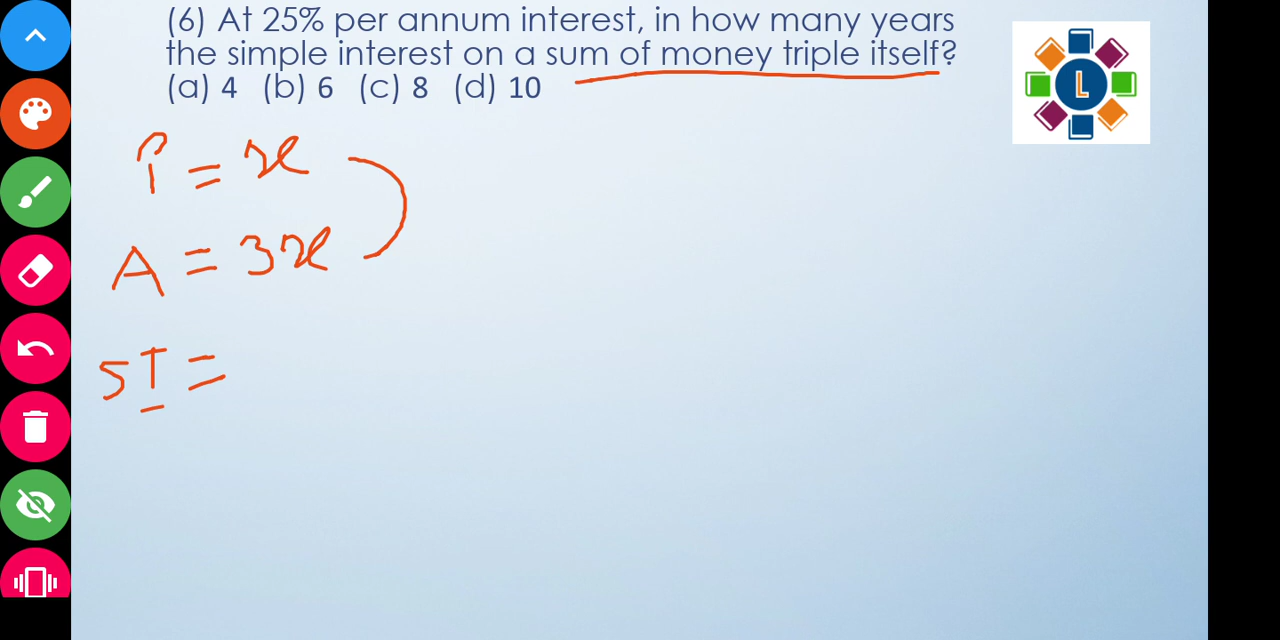 (6) At 25% per annum interest, in how many years
the simple interest on a sum of money triple itself?
(a) 4 (b) 6 (c) 8 (d) 10
L
P = x
A = 3x
SI =